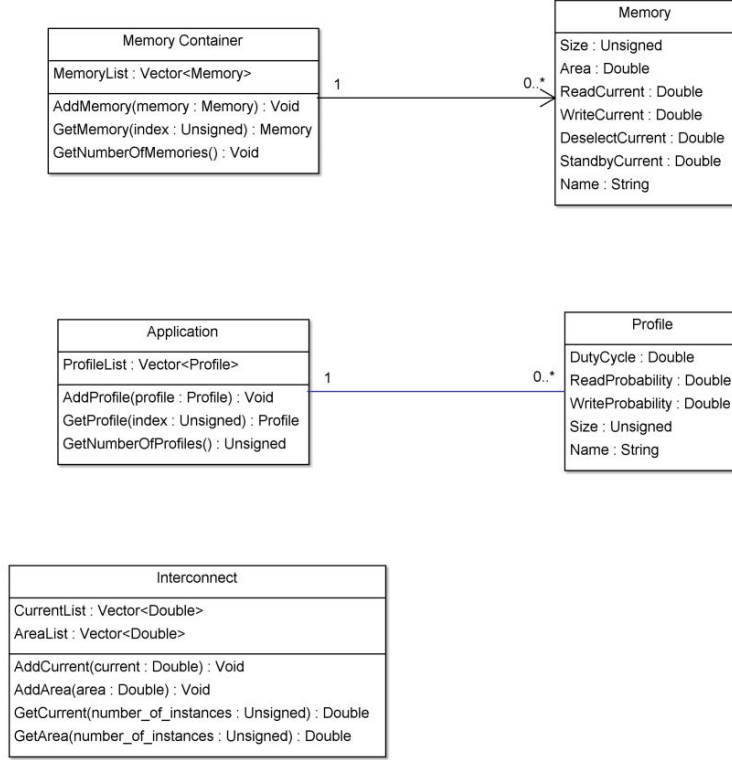 Memory Container
MemoryList : Vector<Memory>
AddMemory(memory : Memory) : Void
GetMemory(index : Unsigned) : Memory
GetNumberOfMemories() : Void
1
0..*
Memory
Size : Unsigned
Area : Double
ReadCurrent : Double
WriteCurrent : Double
DeselectCurrent : Double
StandbyCurrent : Double
Name : String
Application
ProfileList : Vector<Profile>
AddProfile(profile : Profile) : Void
GetProfile(index : Unsigned) : Profile
GetNumberOfProfiles() : Unsigned
1
0..*
Profile
DutyCycle : Double
ReadProbability : Double
WriteProbability : Double
Size : Unsigned
Name : String
Interconnect
CurrentList : Vector<Double>
AreaList : Vector<Double>
AddCurrent(current : Double) : Void
AddArea(area : Double) : Void
GetCurrent(number_of_instances : Unsigned) : Double
GetArea(number_of_instances : Unsigned) : Double